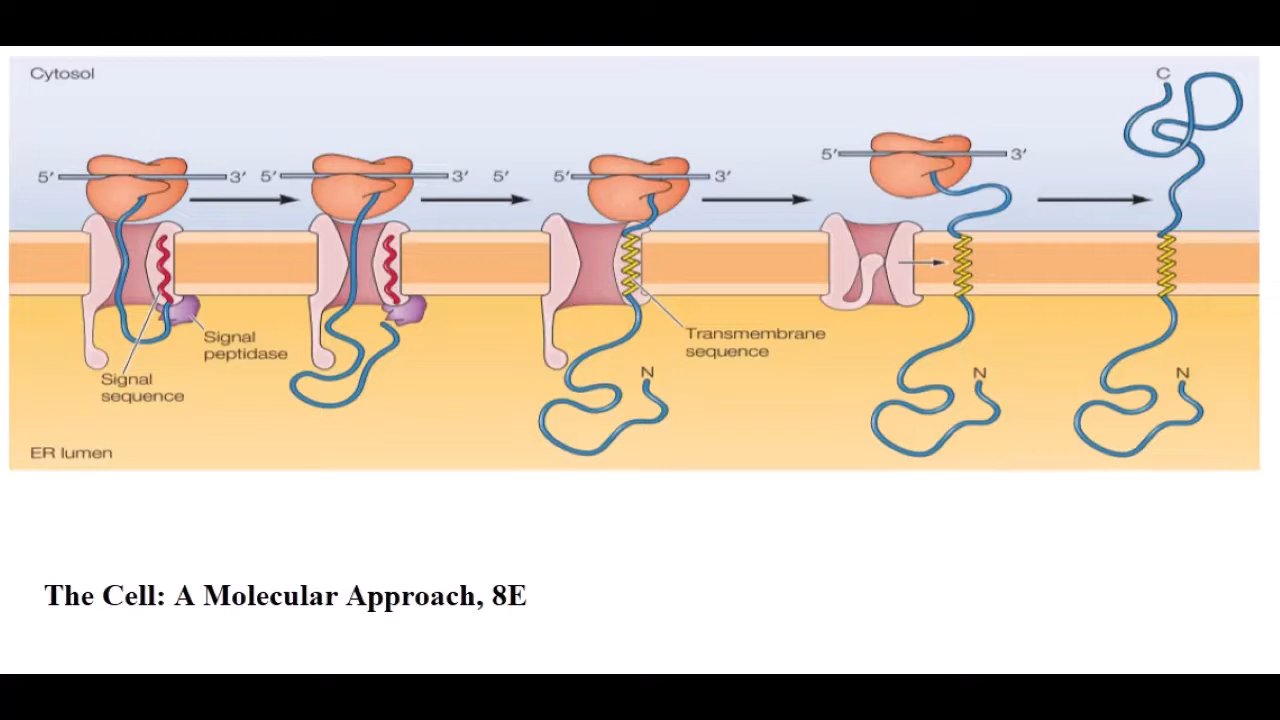 Cytosol
C
5' 3' 5' 3' 5' 5' 3' 5' 3'
Signal
peptidase
Signal
sequence
Transmembrane
sequence
N N N
ER lumen
The Cell: A Molecular Approach, 8E